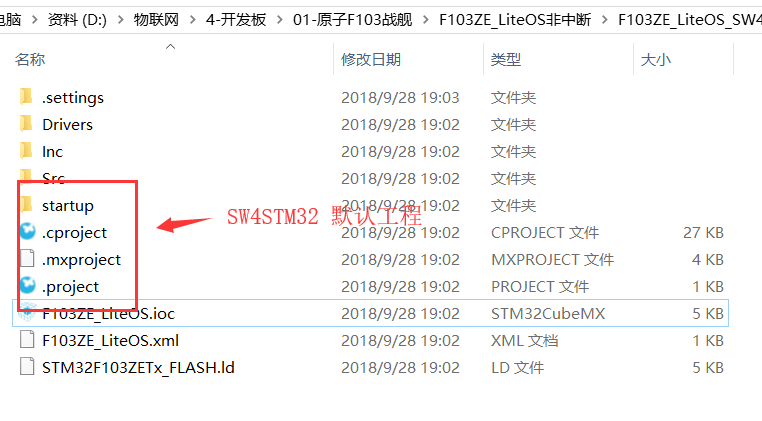 电脑 > 资料 (D:) > 物联网 > 4-开发板 > 01-原子F103战舰 > F103ZE_LiteOS非中断 > F103ZE_LiteOS_SW4
名称 修改日期 类型 大小
.settings 2018/9/28 19:03 文件夹
Drivers 2018/9/28 19:02 文件夹
Inc 2018/9/28 19:02 文件夹
Src 2018/9/28 19:02 文件夹
startup 2018/9/28 19:02 文件夹
SW4STM32 默认工程
.cproject 2018/9/28 19:02 CPROJECT 文件 27 KB
.mxproject 2018/9/28 19:02 MXPROJECT 文件 4 KB
.project 2018/9/28 19:02 PROJECT 文件 1 KB
F103ZE_LiteOS.ioc 2018/9/28 19:02 STM32CubeMX 5 KB
F103ZE_LiteOS.xml 2018/9/28 19:02 XML 文档 1 KB
STM32F103ZETx_FLASH.ld 2018/9/28 19:02 LD 文件 5 KB